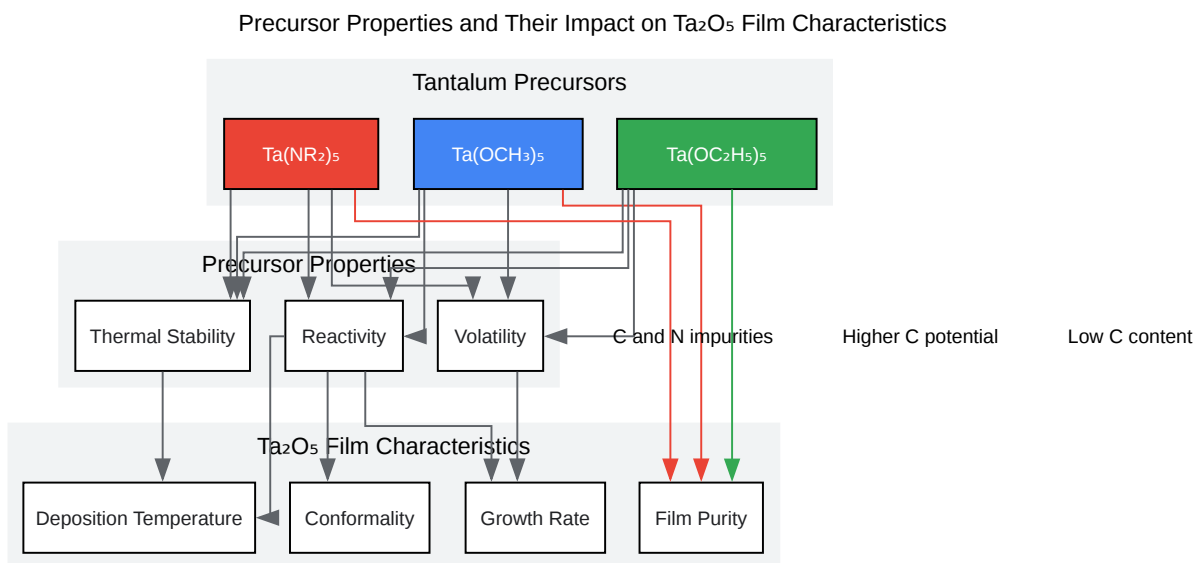 Precursor Properties and Their Impact on Ta₂O₅ Film Characteristics
Tantalum Precursors
Ta(NR₂)₅
Ta(OCH₃)₅
Ta(OC₂H₅)₅
Precursor Properties
Thermal Stability
Reactivity
Volatility
C and N impurities
Higher C potential
Low C content
Ta₂O₅ Film Characteristics
Deposition Temperature
Conformality
Growth Rate
Film Purity